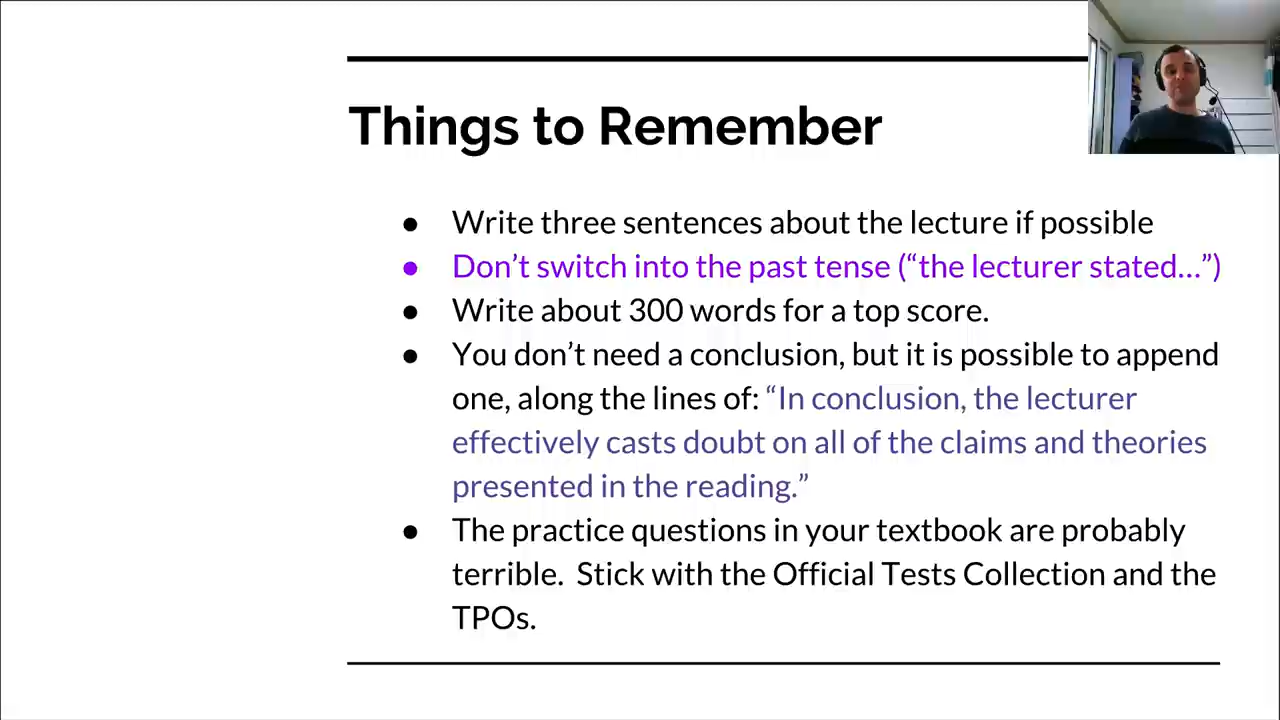 Things to Remember
● Write three sentences about the lecture if possible
● Don’t switch into the past tense (“the lecturer stated...”)
● Write about 300 words for a top score.
● You don’t need a conclusion, but it is possible to append
one, along the lines of: “In conclusion, the lecturer
effectively casts doubt on all of the claims and theories
presented in the reading.”
● The practice questions in your textbook are probably
terrible.  Stick with the Official Tests Collection and the
TPOs.